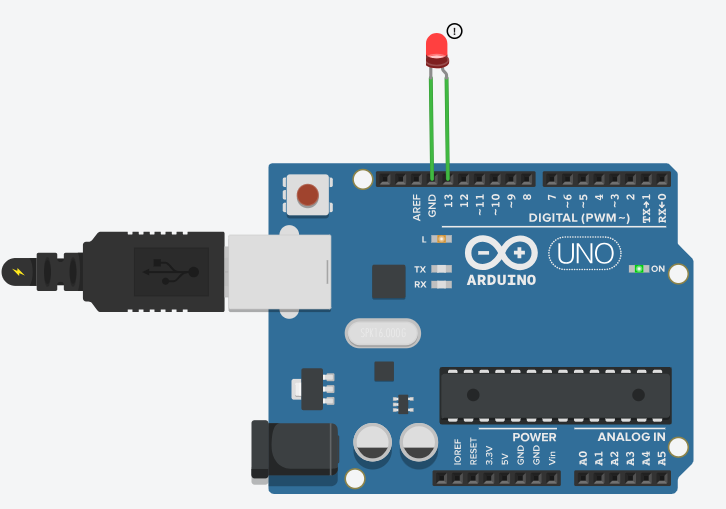 !
AREF
GND
13
12
~11
~10
~9
8
7
~6
~5
4
~3
2
TX→1
RX←0
DIGITAL (PWM~)
L
TX
RX
ARDUINO
UNO
ON
POWER
ANALOG IN
IOREF
RESET
3.3V
5V
GND
GND
Vin
A0
A1
A2
A3
A4
A5